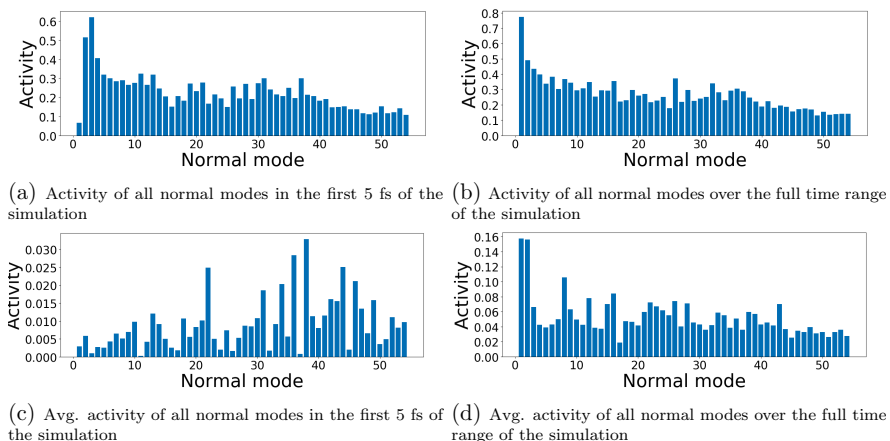 0.6
0.5
0.4
0.3
0.2
0.1
0.0
Activity
0 10 20 30 40 50
Normal mode
0.8
0.7
0.6
0.5
0.4
0.3
0.2
0.1
0.0
Activity
0 10 20 30 40 50
Normal mode
(a) Activity of all normal modes in the first 5 fs of the
simulation
(b) Activity of all normal modes over the full time range
of the simulation
0.030
0.025
0.020
0.015
0.010
0.005
0.000
Activity
0 10 20 30 40 50
Normal mode
0.16
0.14
0.12
0.10
0.08
0.06
0.04
0.02
0.00
Activity
0 10 20 30 40 50
Normal mode
(c) Avg. activity of all normal modes in the first 5 fs of
the simulation
(d) Avg. activity of all normal modes over the full time
range of the simulation